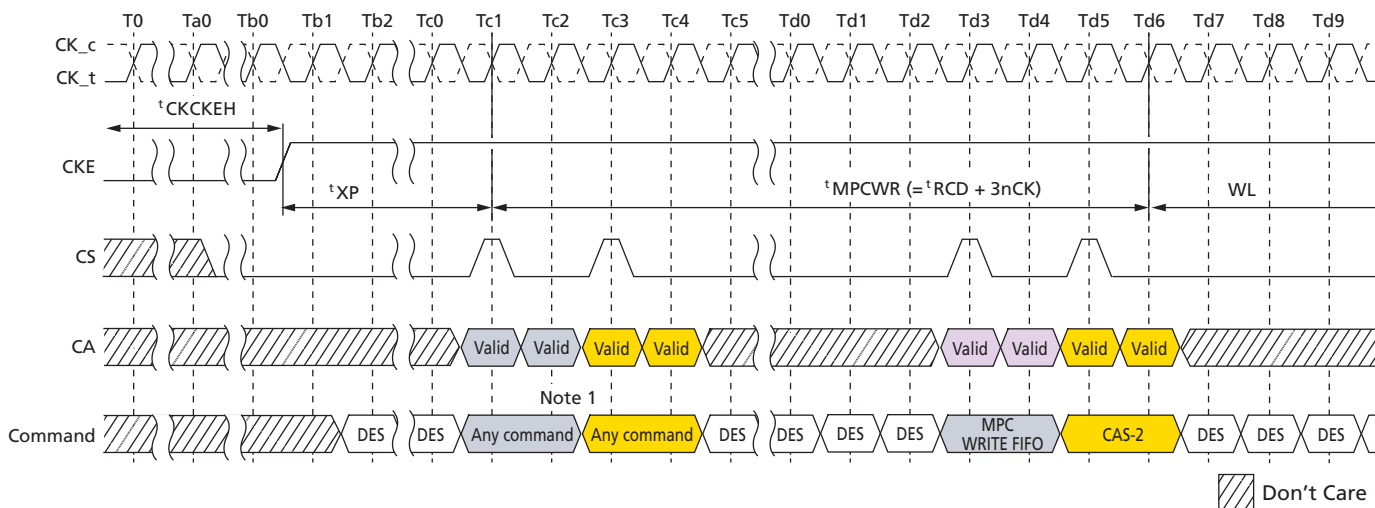 T0 Ta0 Tb0 Tb1 Tb2 Tc0 Tc1 Tc2 Tc3 Tc4 Tc5 Td0 Td1 Td2 Td3 Td4 Td5 Td6 Td7 Td8 Td9
CK_c
CK_t
tCKCKEH
CKE
tXP tMPCWR (= tRCD + 3nCK) WL
CS
CA Valid Valid Valid Valid Valid Valid Valid Valid
Note 1
Command DES DES Any command Any command DES DES DES DES MPC WRITE FIFO CAS-2 DES DES DES
Don't Care